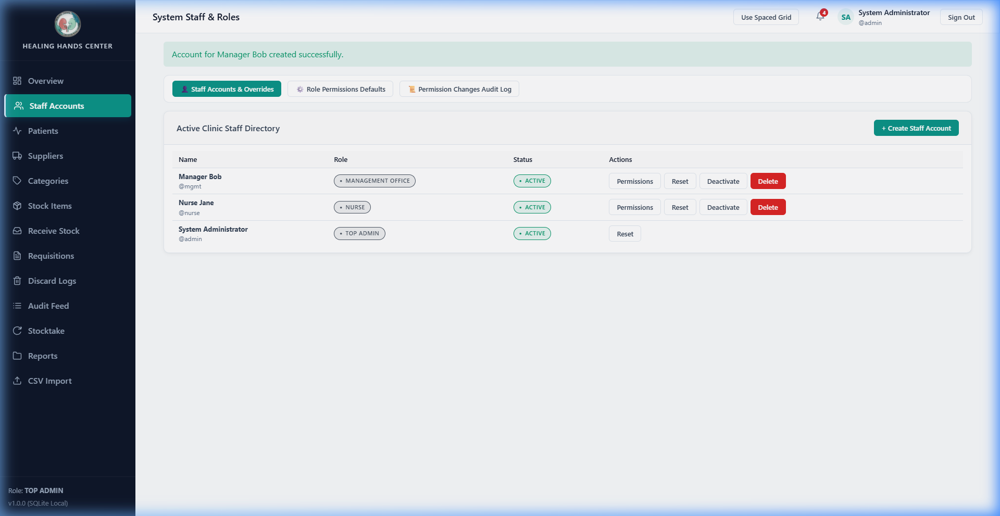 HEALING HANDS CENTER
Overview
Staff Accounts
Patients
Suppliers
Categories
Stock Items
Receive Stock
Requisitions
Discard Logs
Audit Feed
Stocktake
Reports
CSV Import
Role: TOP ADMIN
v1.0.0 (SQLite Local)
System Staff & Roles
Use Spaced Grid
4
SA
System Administrator
@admin
Sign Out
Account for Manager Bob created successfully.
Staff Accounts & Overrides
Role Permissions Defaults
Permission Changes Audit Log
Active Clinic Staff Directory
+ Create Staff Account
Name Role Status Actions
Manager Bob
@mgmt
• MANAGEMENT OFFICE
• ACTIVE
Permissions Reset Deactivate Delete
Nurse Jane
@nurse
• NURSE
• ACTIVE
Permissions Reset Deactivate Delete
System Administrator
@admin
• TOP ADMIN
• ACTIVE
Reset